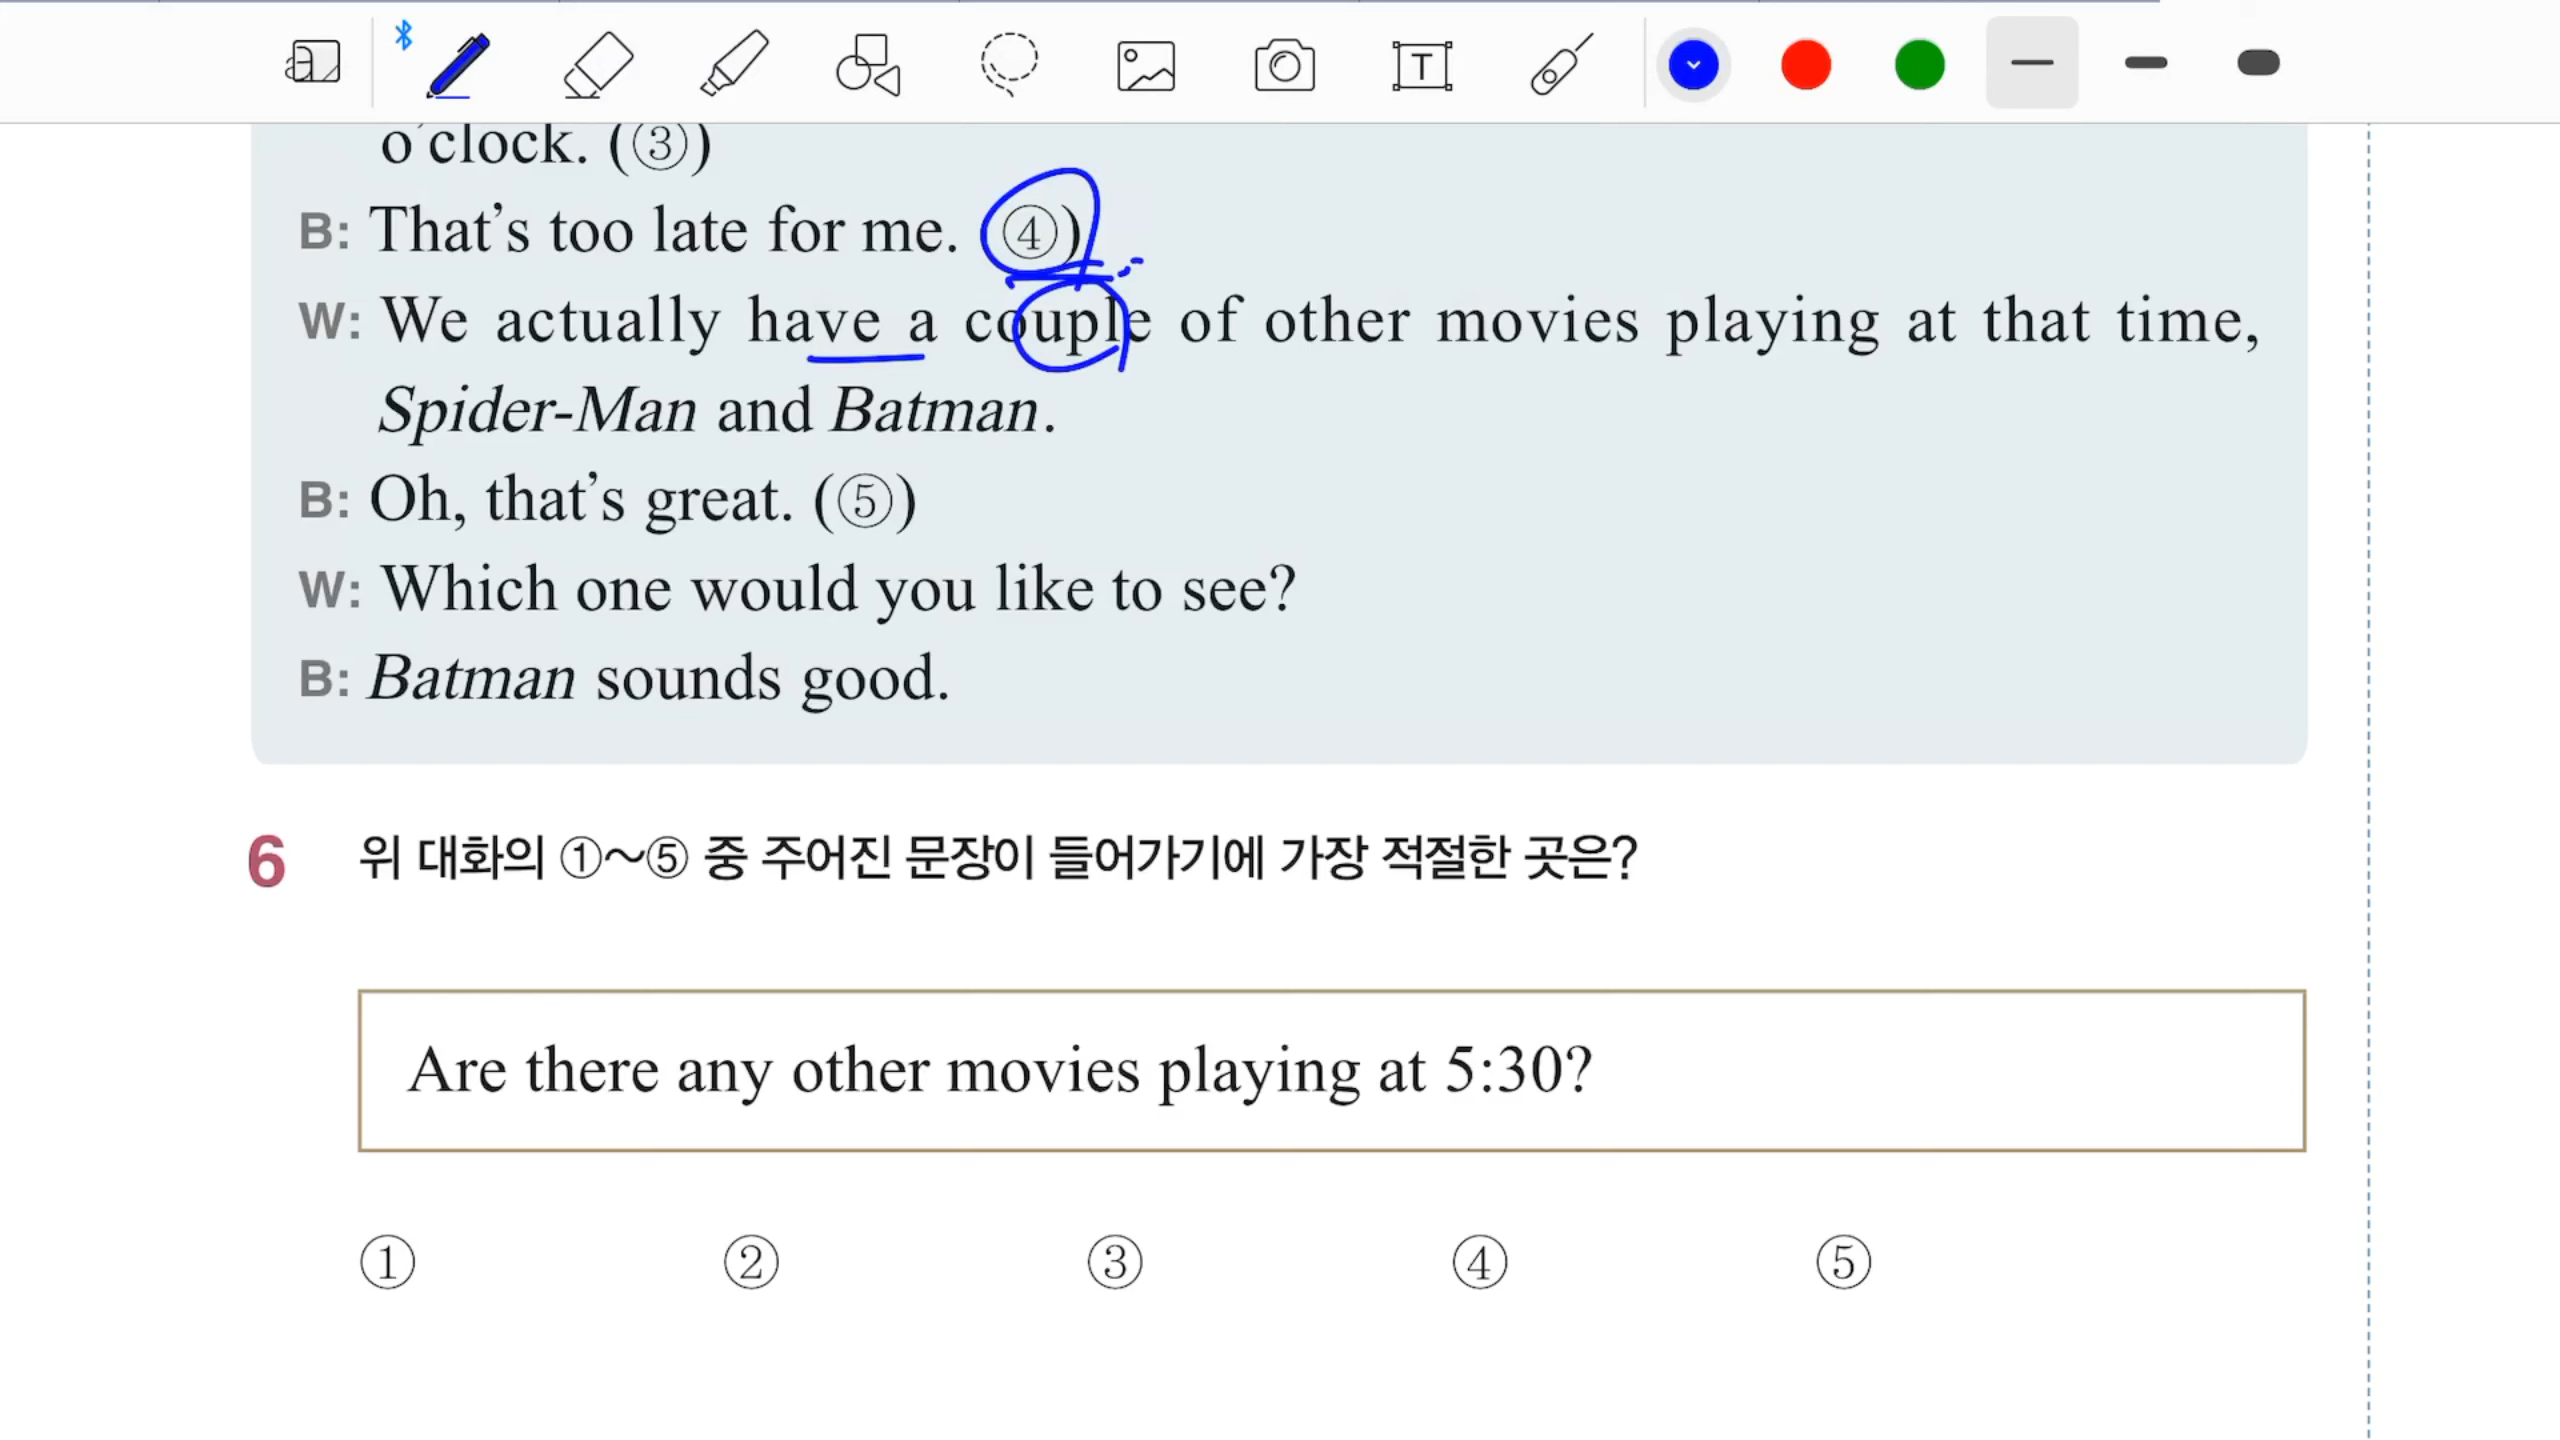 o'clock. (③)
B: That's too late for me. (④)
W: We actually have a couple of other movies playing at that time,
Spider-Man and Batman.
B: Oh, that's great. (⑤)
W: Which one would you like to see?
B: Batman sounds good.
6 위 대화의 ①~⑤ 중 주어진 문장이 들어가기에 가장 적절한 곳은?
Are there any other movies playing at 5:30?
① ② ③ ④ ⑤